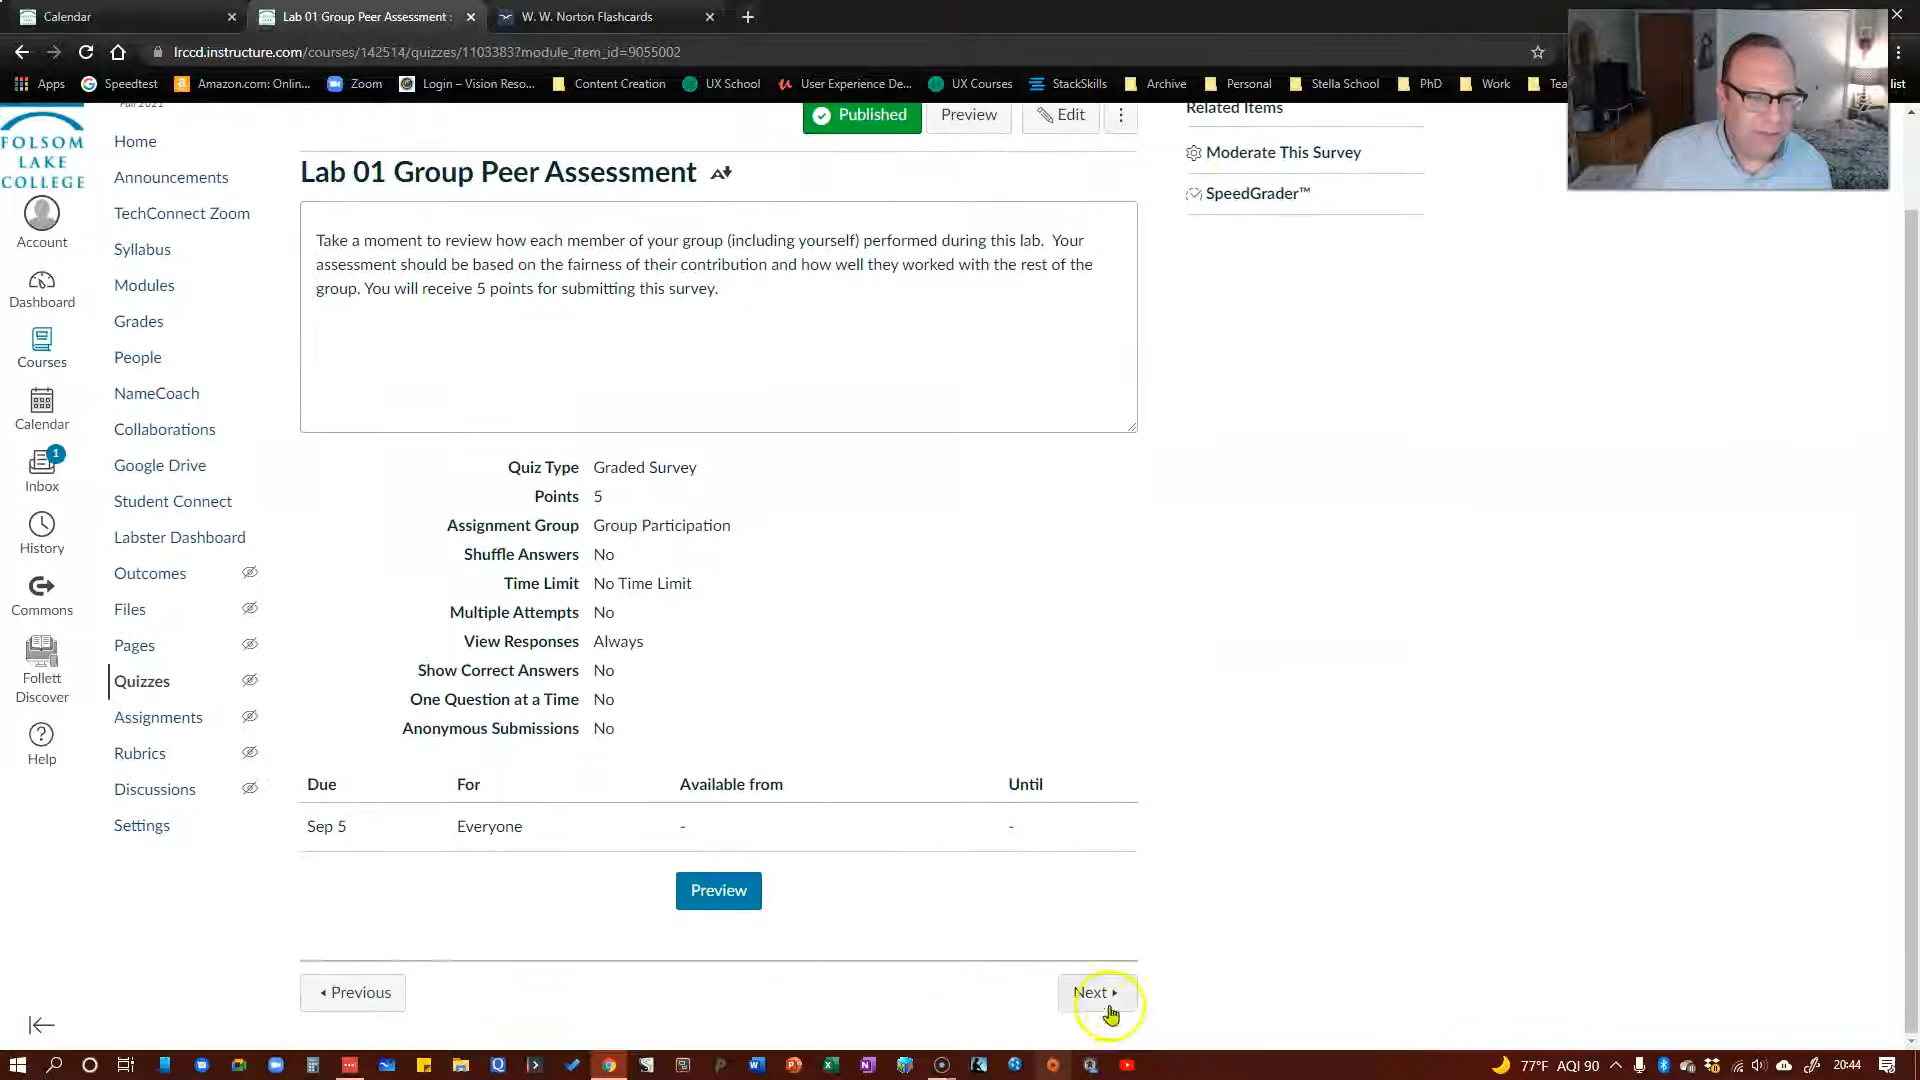 Calendar
Lab 01 Group Peer Assessment :
W. W. Norton Flashcards
lrccd.instructure.com/courses/142514/quizzes/1103383?module_item_id=9055002
Apps
Speedtest
Amazon.com: Onlin...
Zoom
Login – Vision Reso...
Content Creation
UX School
User Experience De...
UX Courses
StackSkills
Archive
Personal
Stella School
PhD
Work
Tea
list
Fall 2021
FOLSOM
LAKE
COLLEGE
Account
Dashboard
Courses
Calendar
1
Inbox
History
Commons
Follett
Discover
Help
Home
Announcements
TechConnect Zoom
Syllabus
Modules
Grades
People
NameCoach
Collaborations
Google Drive
Student Connect
Labster Dashboard
Outcomes
Files
Pages
Quizzes
Assignments
Rubrics
Discussions
Settings
Published
Preview
Edit
Lab 01 Group Peer Assessment
Take a moment to review how each member of your group (including yourself) performed during this lab. Your
assessment should be based on the fairness of their contribution and how well they worked with the rest of the
group. You will receive 5 points for submitting this survey.
Quiz Type Graded Survey
Points 5
Assignment Group Group Participation
Shuffle Answers No
Time Limit No Time Limit
Multiple Attempts No
View Responses Always
Show Correct Answers No
One Question at a Time No
Anonymous Submissions No
Due For Available from Until
Sep 5 Everyone - -
Preview
Previous
Next
Related Items
Moderate This Survey
SpeedGrader™
77°F AQI 90
20:44